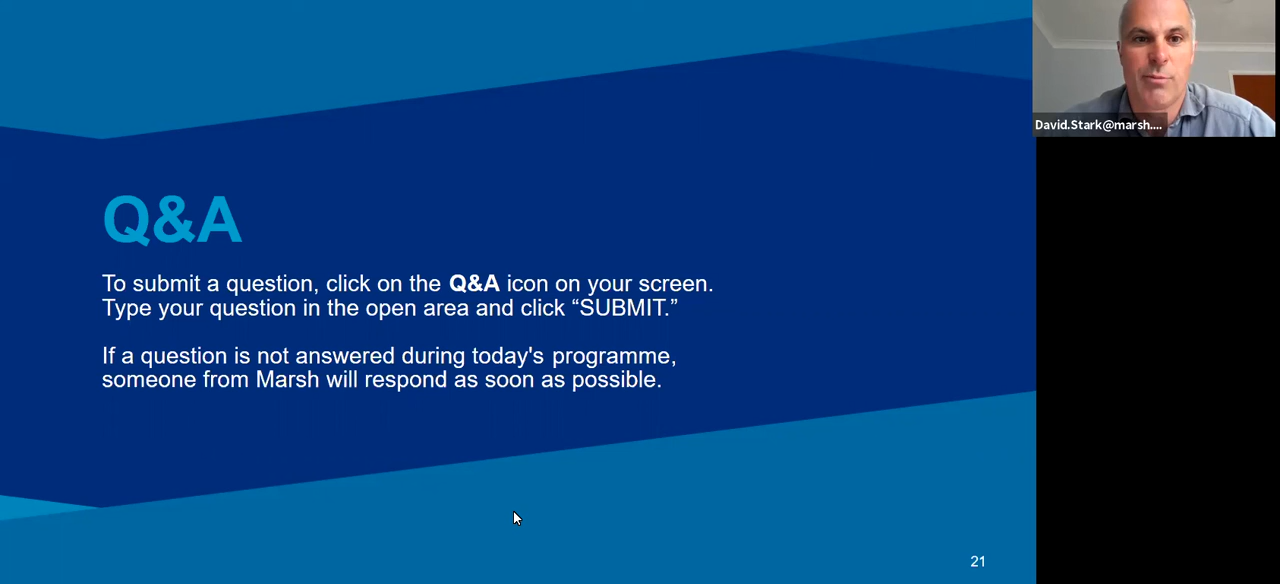 David.Stark@marsh....
Q&A
To submit a question, click on the Q&A icon on your screen.
Type your question in the open area and click “SUBMIT.”
If a question is not answered during today's programme,
someone from Marsh will respond as soon as possible.
21